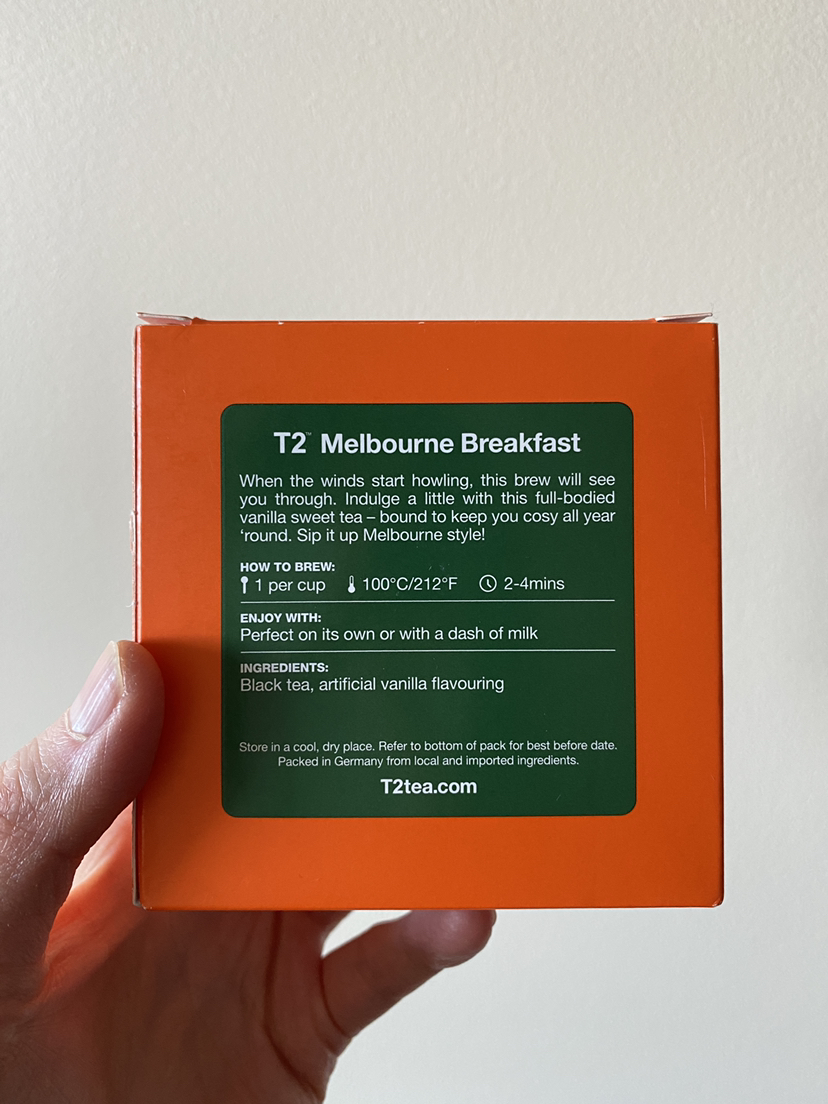 T2™ Melbourne Breakfast
When the winds start howling, this brew will see
you through. Indulge a little with this full-bodied
vanilla sweet tea – bound to keep you cosy all year
‘round. Sip it up Melbourne style!
HOW TO BREW:
1 per cup 100°C/212°F 2-4mins
ENJOY WITH:
Perfect on its own or with a dash of milk
INGREDIENTS:
Black tea, artificial vanilla flavouring
Store in a cool, dry place. Refer to bottom of pack for best before date.
Packed in Germany from local and imported ingredients.
T2tea.com